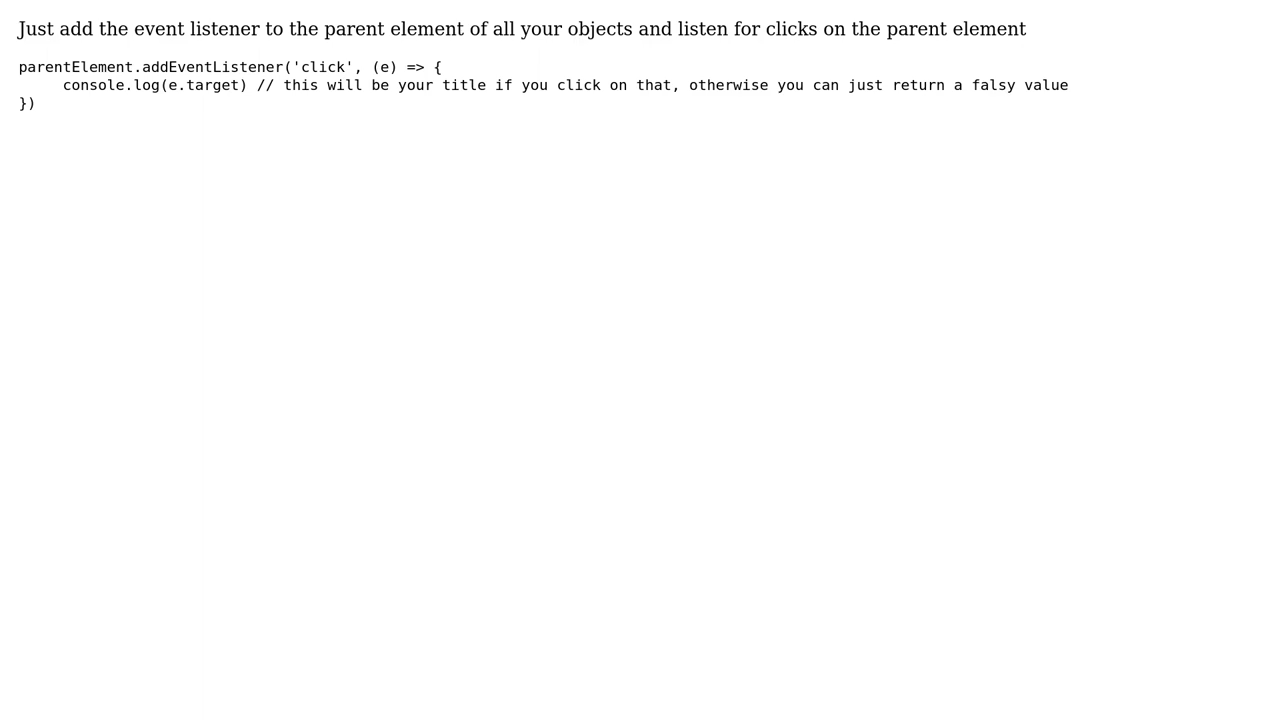 Just add the event listener to the parent element of all your objects and listen for clicks on the parent element
parentElement.addEventListener('click', (e) => {
     console.log(e.target) // this will be your title if you click on that, otherwise you can just return a falsy value
})